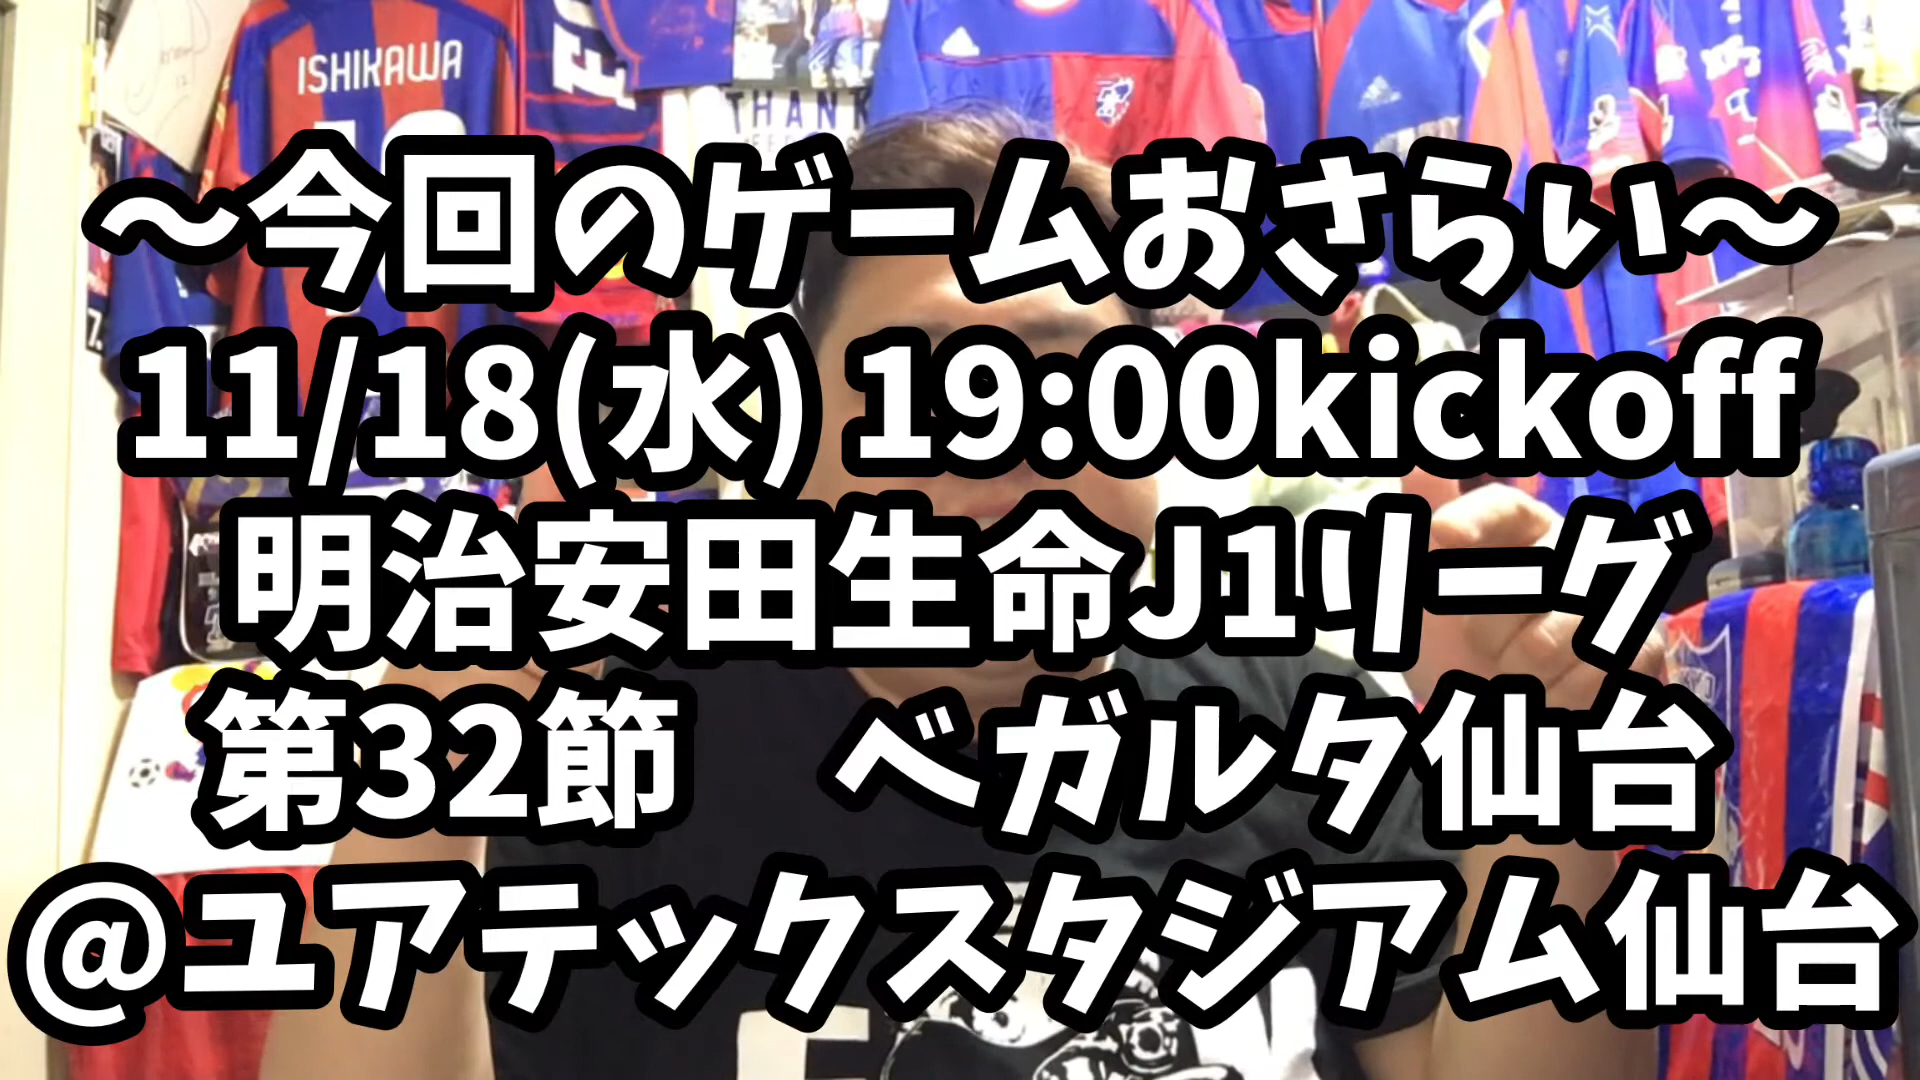 ISHIKAWA
THANK
～今回のゲームおさらい～
11/18(水) 19:00kickoff
明治安田生命J1リーグ
第32節　ベガルタ仙台
@ユアテックスタジアム仙台